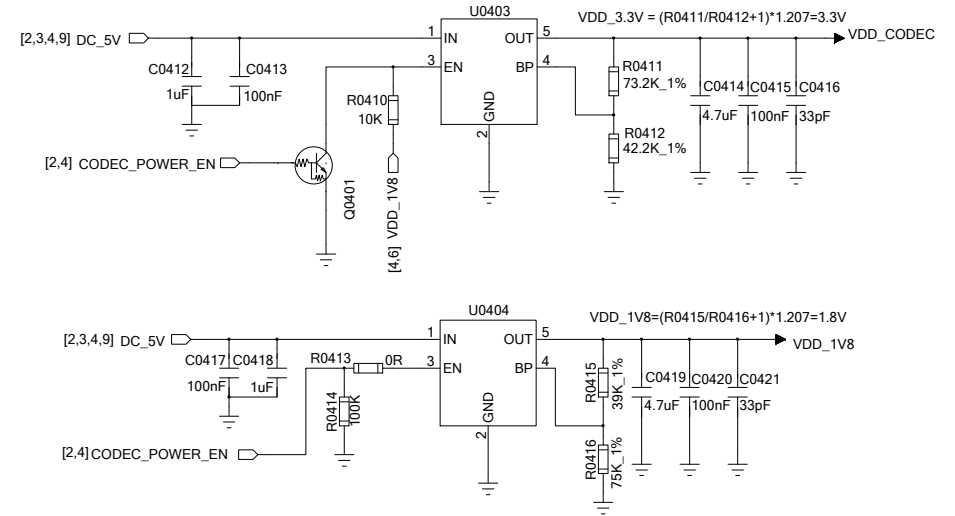 U0403
VDD_3.3V = (R0411/R0412+1)*1.207=3.3V
[2,3,4,9] DC_5V
1 IN
OUT 5
VDD_CODEC
3 EN
BP 4
C0412
C0413
1uF
100nF
R0410
10K
GND
2
R0411
73.2K_1%
C0414
C0415
C0416
4.7uF
100nF
33pF
R0412
42.2K_1%
[2,4] CODEC_POWER_EN
Q0401
[4,6] VDD_1V8
U0404
VDD_1V8=(R0415/R0416+1)*1.207=1.8V
[2,3,4,9] DC_5V
1 IN
OUT 5
VDD_1V8
C0417
C0418
R0413
0R
3 EN
BP 4
100nF
1uF
R0414
100K
GND
2
R0415
39K_1%
C0419
C0420
C0421
4.7uF
100nF
33pF
R0416
75K_1%
[2,4] CODEC_POWER_EN